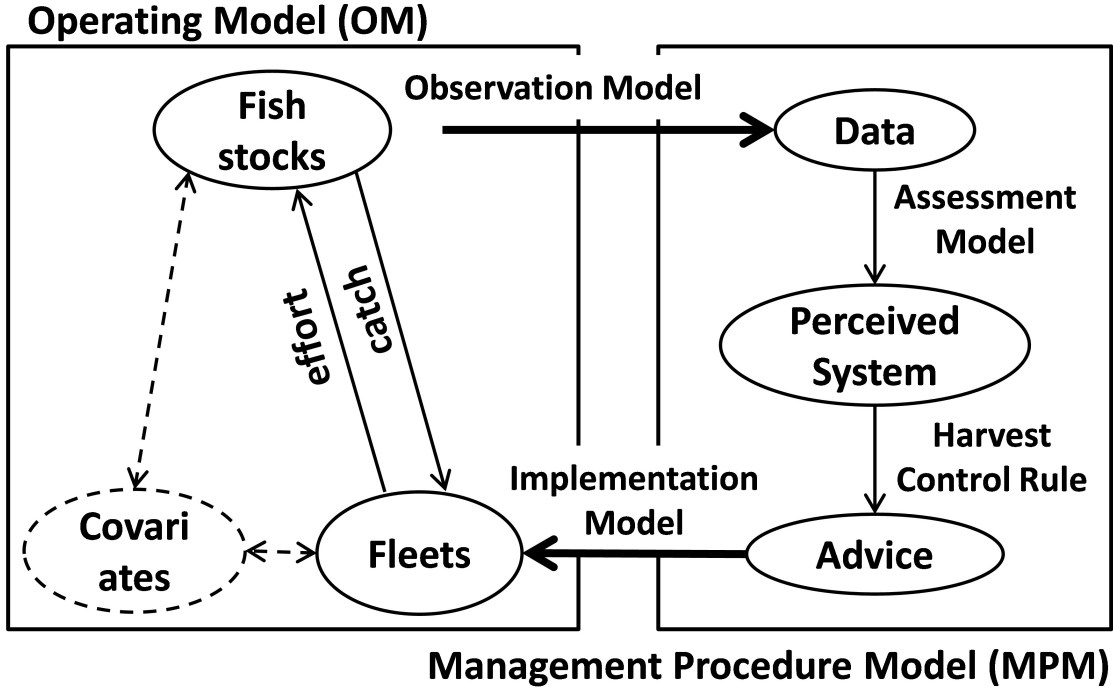 Operating Model (OM)
Observation Model
Fish
stocks
Data
Assessment
Model
effort
catch
Perceived
System
Harvest
Control Rule
Implementation
Model
Covari
ates
Fleets
Advice
Management Procedure Model (MPM)